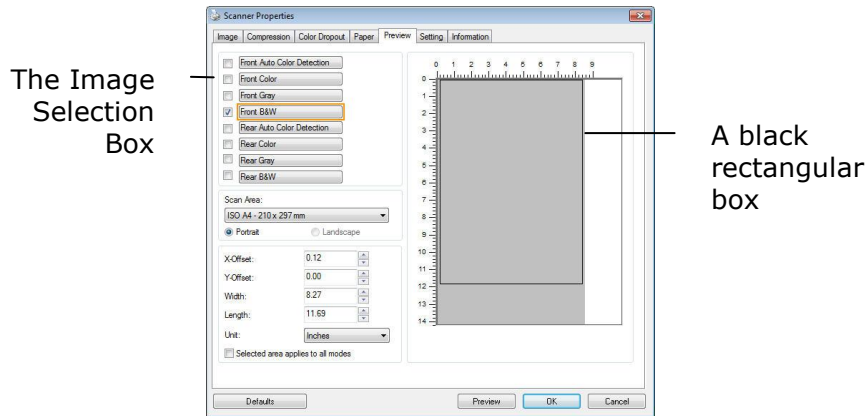 Scanner Properties
Image Compression Color Dropout Paper Preview Setting Information
The Image
Selection
Box
Front Auto Color Detection
Front Color
Front Gray
Front B&W
Rear Auto Color Detection
Rear Color
Rear Gray
Rear B&W
Scan Area:
ISO A4 - 210 x 297 mm
Portrait Landscape
X-Offset: 0.12
Y-Offset: 0.00
Width: 8.27
Length: 11.69
Unit: Inches
Selected area applies to all modes
0 1 2 3 4 5 6 7 8 9
0
1
2
3
4
5
6
7
8
9
10
11
12
13
14
A black
rectangular
box
Defaults Preview OK Cancel